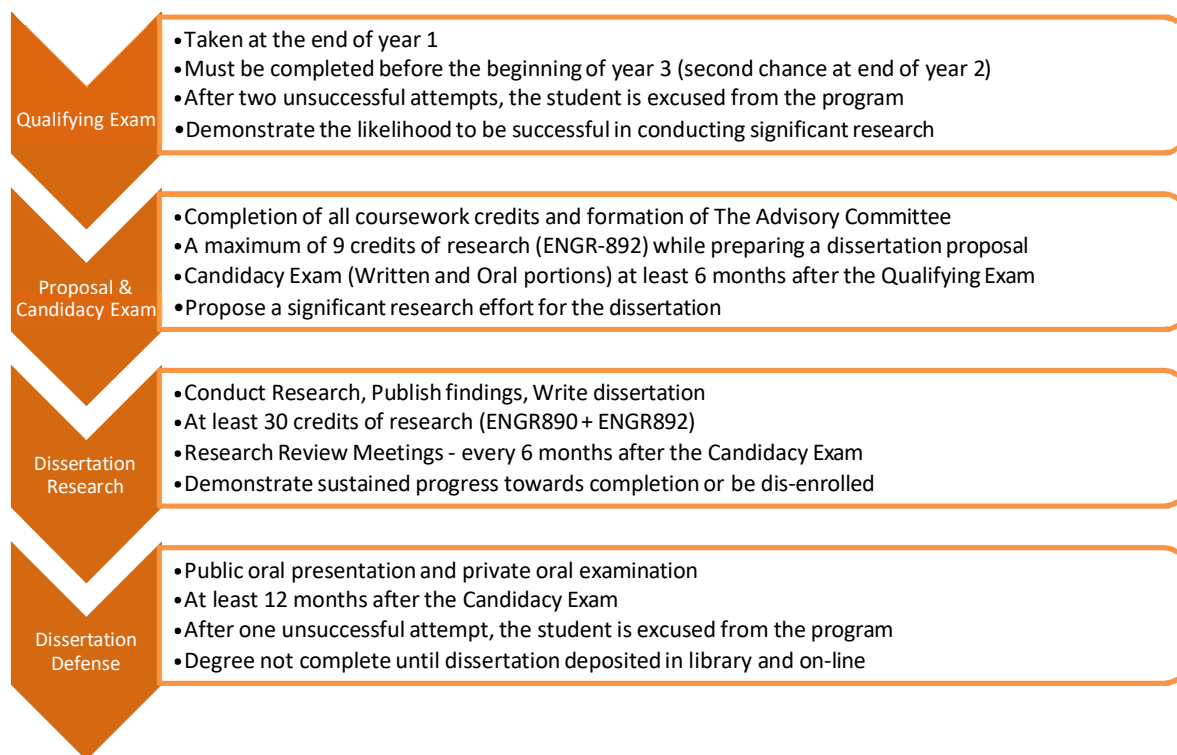 Qualifying Exam
•Taken at the end of year 1
•Must be completed before the beginning of year 3 (second chance at end of year 2)
•After two unsuccessful attempts, the student is excused from the program
•Demonstrate the likelihood to be successful in conducting significant research
Proposal &
Candidacy Exam
•Completion of all coursework credits and formation of The Advisory Committee
•A maximum of 9 credits of research (ENGR-892) while preparing a dissertation proposal
•Candidacy Exam (Written and Oral portions) at least 6 months after the Qualifying Exam
•Propose a significant research effort for the dissertation
Dissertation
Research
•Conduct Research, Publish findings, Write dissertation
•At least 30 credits of research (ENGR890 + ENGR892)
•Research Review Meetings - every 6 months after the Candidacy Exam
•Demonstrate sustained progress towards completion or be dis-enrolled
Dissertation
Defense
•Public oral presentation and private oral examination
•At least 12 months after the Candidacy Exam
•After one unsuccessful attempt, the student is excused from the program
•Degree not complete until dissertation deposited in library and on-line